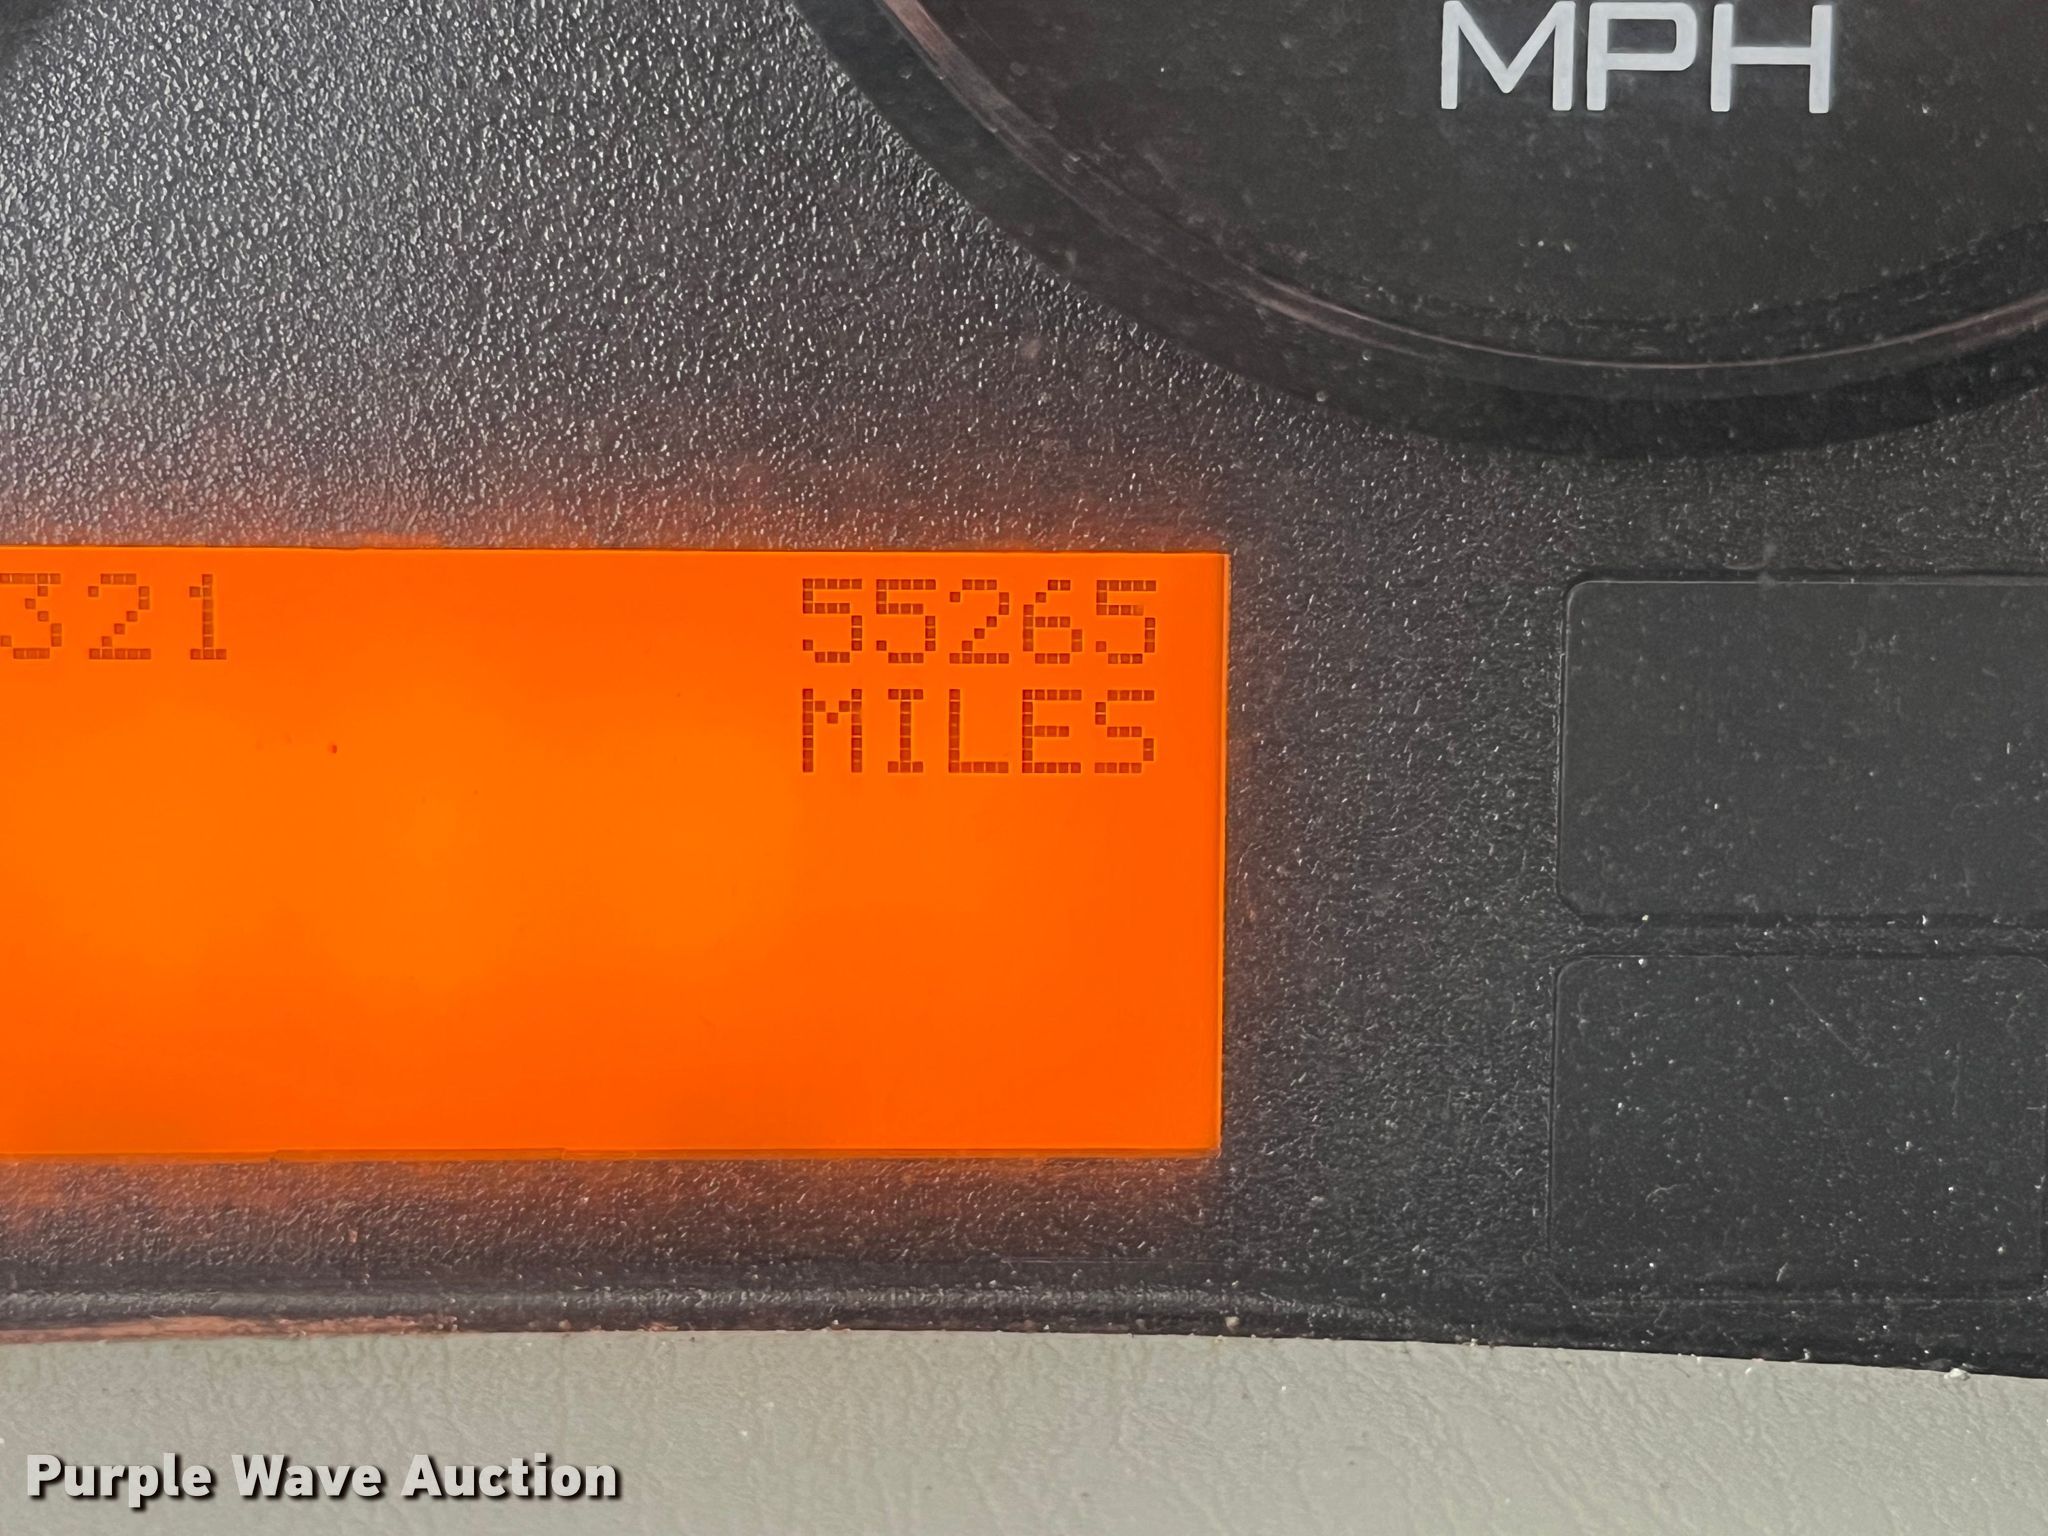 MPH
321 55265
MILES
Purple Wave Auction